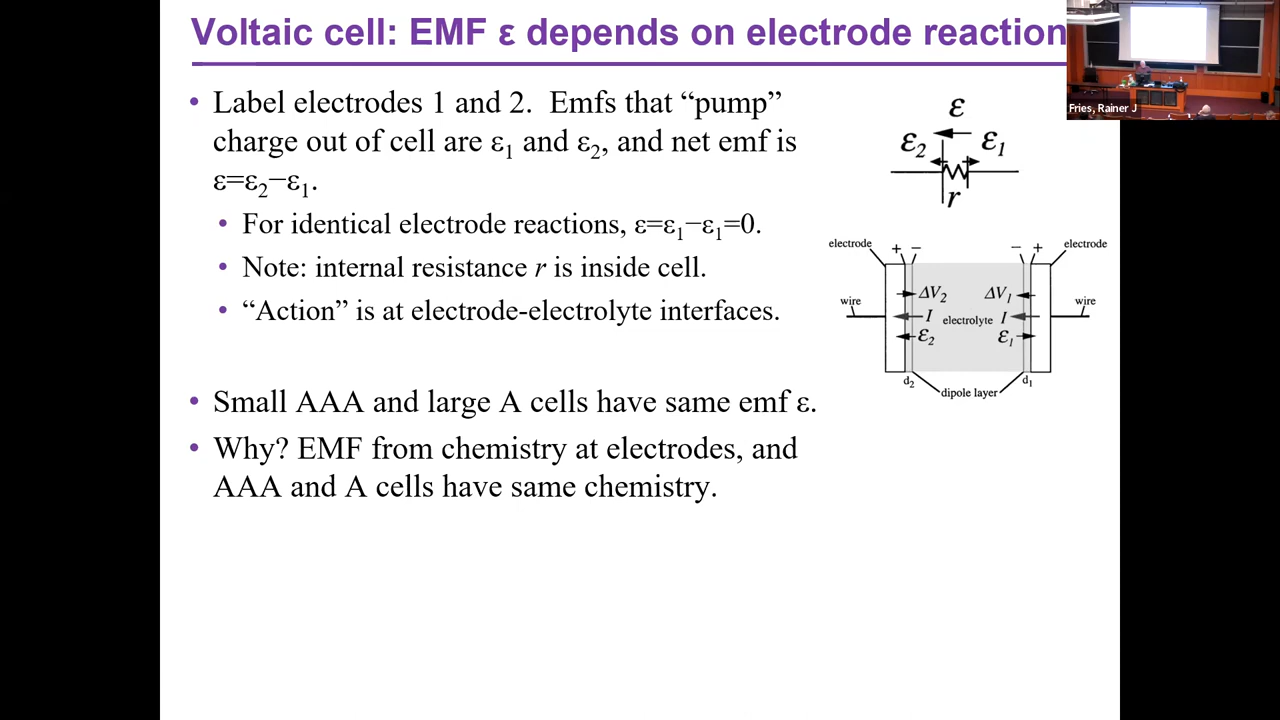 Voltaic cell: EMF ε depends on electrode reaction
• Label electrodes 1 and 2. Emfs that “pump”
charge out of cell are ε₁ and ε₂, and net emf is
ε=ε₂−ε₁.
• For identical electrode reactions, ε=ε₁−ε₁=0.
• Note: internal resistance r is inside cell.
• “Action” is at electrode-electrolyte interfaces.
• Small AAA and large A cells have same emf ε.
• Why? EMF from chemistry at electrodes, and
AAA and A cells have same chemistry.
Fries, Rainer J
ε
ε₂ ε₁
r
electrode + − − + electrode
wire ΔV₂ ΔV₁ wire
I electrolyte I
ε₂ ε₁
d₂ d₁
dipole layer